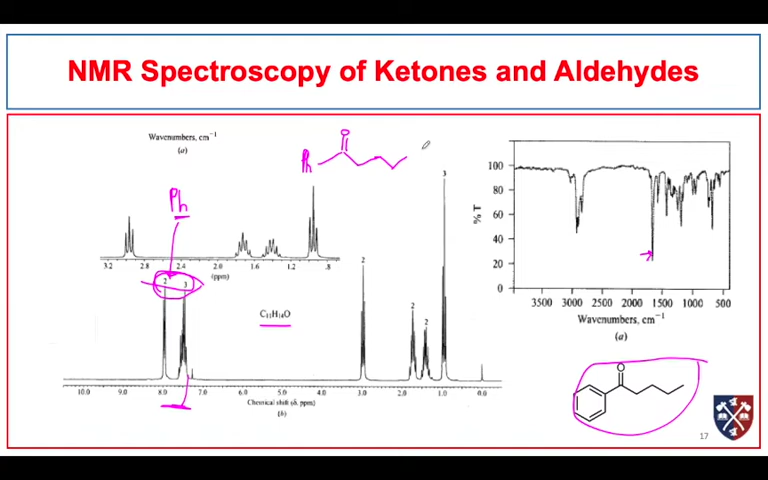 NMR Spectroscopy of Ketones and Aldehydes
Wavenumbers, cm⁻¹
(a)
Ph
O
Ph
3.2 2.8 2.4 2.0 1.6 1.2 .8
(ppm)
2 3
C₁₁H₁₄O
2
2
2
3
10.0 9.0 8.0 7.0 6.0 5.0 4.0 3.0 2.0 1.0 0.0
Chemical shift (δ, ppm)
(b)
100
80
60
40
20
0
% T
3500 3000 2500 2000 1500 1000 500
Wavenumbers, cm⁻¹
(a)
O
17